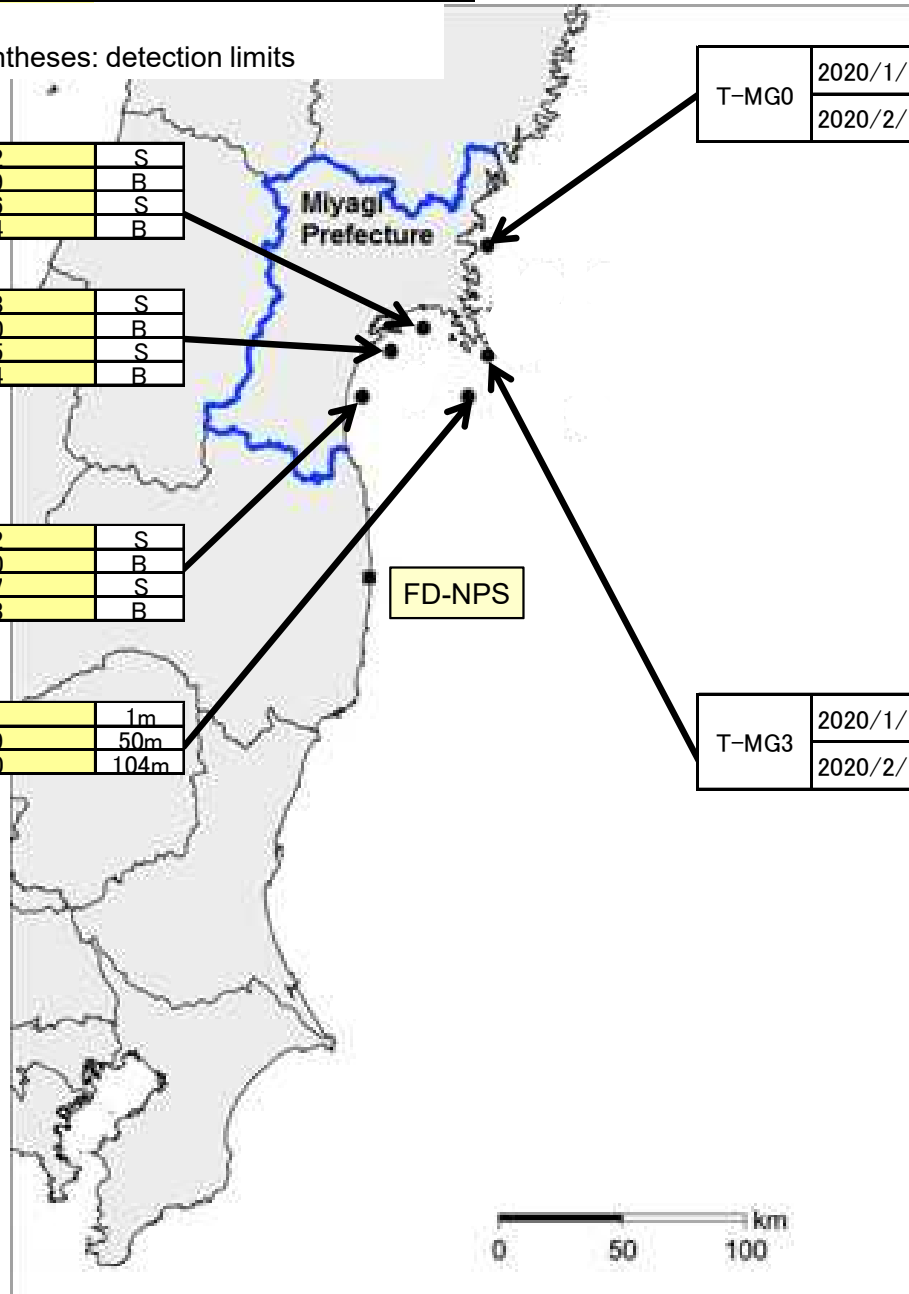 ntheses: detection limits
T-MG0
2020/1/
2020/2/
S
B
S
B
Miyagi
Prefecture
S
B
S
B
S
B
S
B
FD-NPS
1m
50m
104m
T-MG3
2020/1/
2020/2/
km
0 50 100